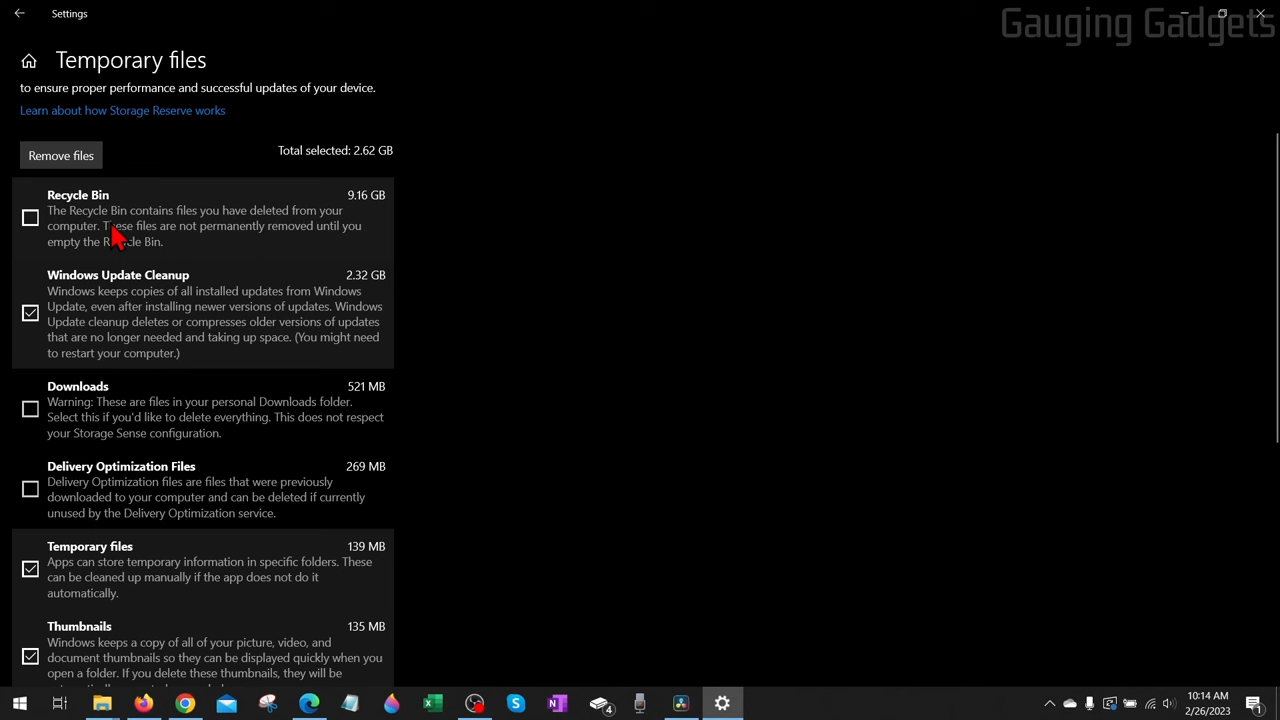 Settings
Gauging Gadgets
Temporary files
to ensure proper performance and successful updates of your device.
Learn about how Storage Reserve works
Remove files
Total selected: 2.62 GB
Recycle Bin 9.16 GB
The Recycle Bin contains files you have deleted from your
computer. These files are not permanently removed until you
empty the Recycle Bin.
Windows Update Cleanup 2.32 GB
Windows keeps copies of all installed updates from Windows
Update, even after installing newer versions of updates. Windows
Update cleanup deletes or compresses older versions of updates
that are no longer needed and taking up space. (You might need
to restart your computer.)
Downloads 521 MB
Warning: These are files in your personal Downloads folder.
Select this if you'd like to delete everything. This does not respect
your Storage Sense configuration.
Delivery Optimization Files 269 MB
Delivery Optimization files are files that were previously
downloaded to your computer and can be deleted if currently
unused by the Delivery Optimization service.
Temporary files 139 MB
Apps can store temporary information in specific folders. These
can be cleaned up manually if the app does not do it
automatically.
Thumbnails 135 MB
Windows keeps a copy of all of your picture, video, and
document thumbnails so they can be displayed quickly when you
open a folder. If you delete these thumbnails, they will be
4
10:14 AM
2/26/2023
1